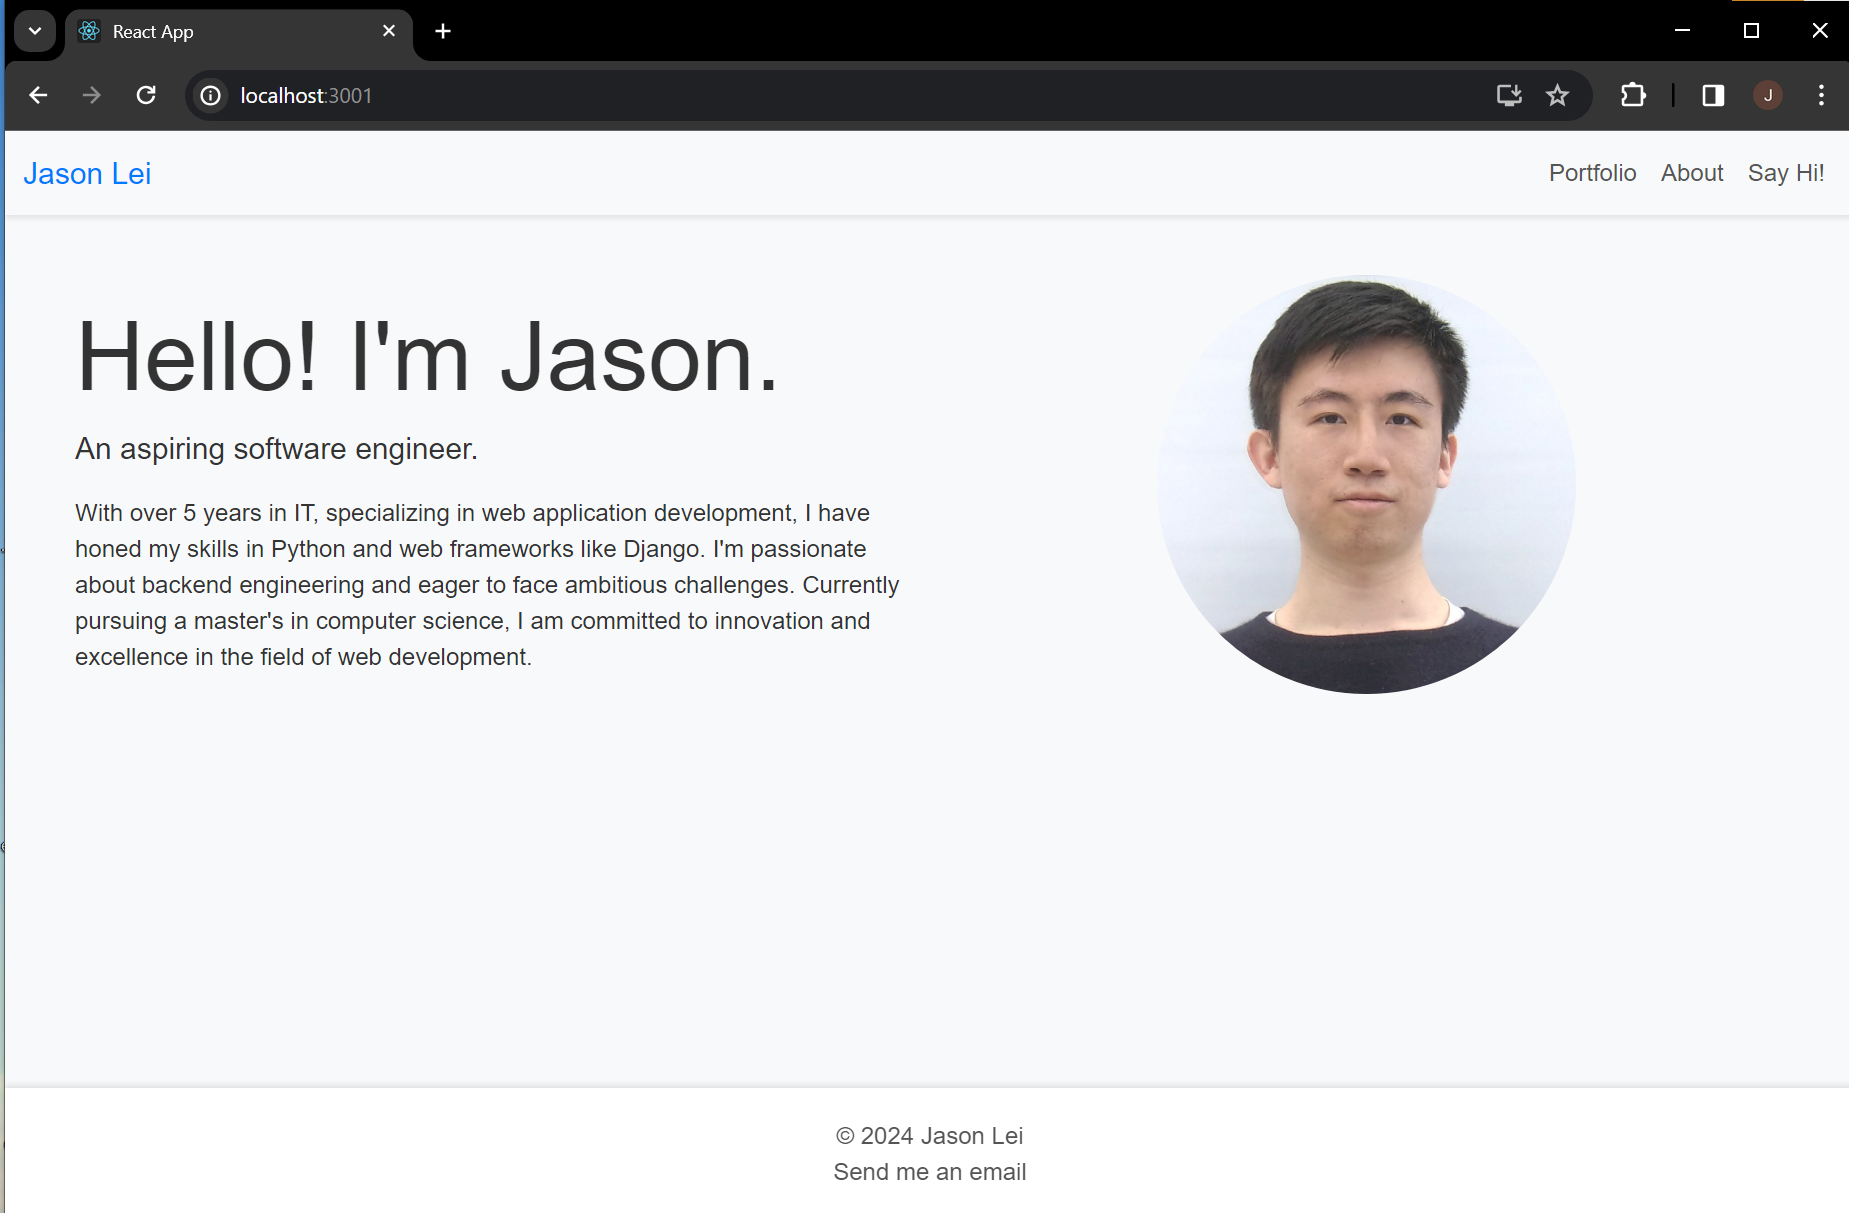 React App
localhost:3001
J
Jason Lei
Portfolio About Say Hi!
Hello! I'm Jason.
An aspiring software engineer.
With over 5 years in IT, specializing in web application development, I have
honed my skills in Python and web frameworks like Django. I'm passionate
about backend engineering and eager to face ambitious challenges. Currently
pursuing a master's in computer science, I am committed to innovation and
excellence in the field of web development.
© 2024 Jason Lei
Send me an email